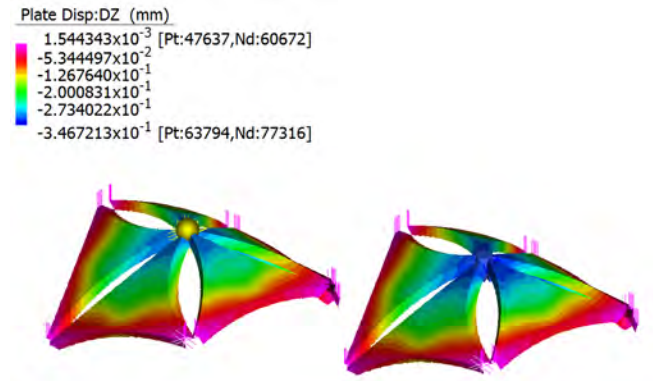 Plate Disp:DZ (mm)
1.544343x10⁻³ [Pt:47637,Nd:60672]
-5.344497x10⁻²
-1.267640x10⁻¹
-2.000831x10⁻¹
-2.734022x10⁻¹
-3.467213x10⁻¹ [Pt:63794,Nd:77316]